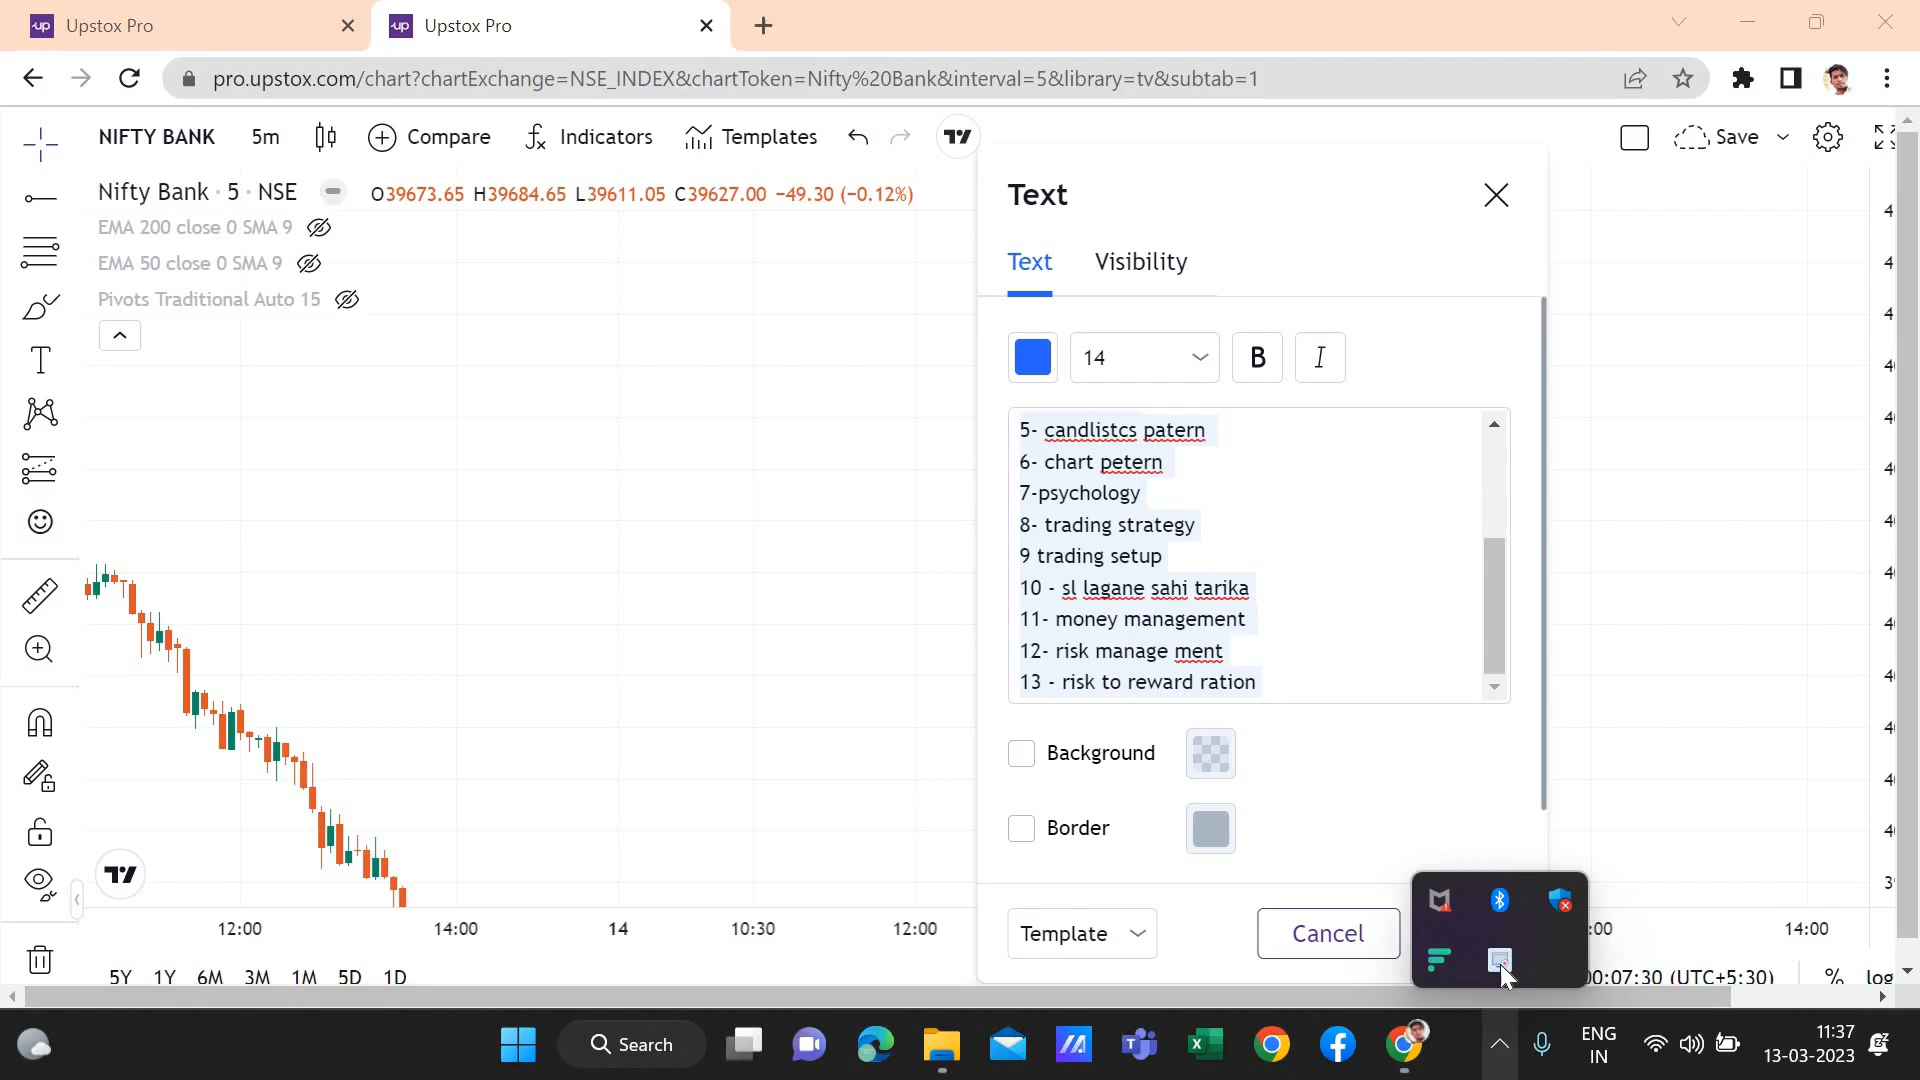 Upstox Pro
Upstox Pro
pro.upstox.com/chart?chartExchange=NSE_INDEX&chartToken=Nifty%20Bank&interval=5&library=tv&subtab=1
NIFTY BANK 5m Compare Indicators Templates Save
Nifty Bank · 5 · NSE O39673.65 H39684.65 L39611.05 C39627.00 −49.30 (−0.12%)
EMA 200 close 0 SMA 9
EMA 50 close 0 SMA 9
Pivots Traditional Auto 15
Text
Text Visibility
14 B I
5- candlistcs patern
6- chart petern
7-psychology
8- trading strategy
9 trading setup
10 - sl lagane sahi tarika
11- money management
12- risk manage ment
13 - risk to reward ration
Background
Border
Template Cancel
12:00 14:00 14 10:30 12:00 :00 14:00
5Y 1Y 6M 3M 1M 5D 1D
00:07:30 (UTC+5:30) % log
Search
ENG
IN
11:37
13-03-2023